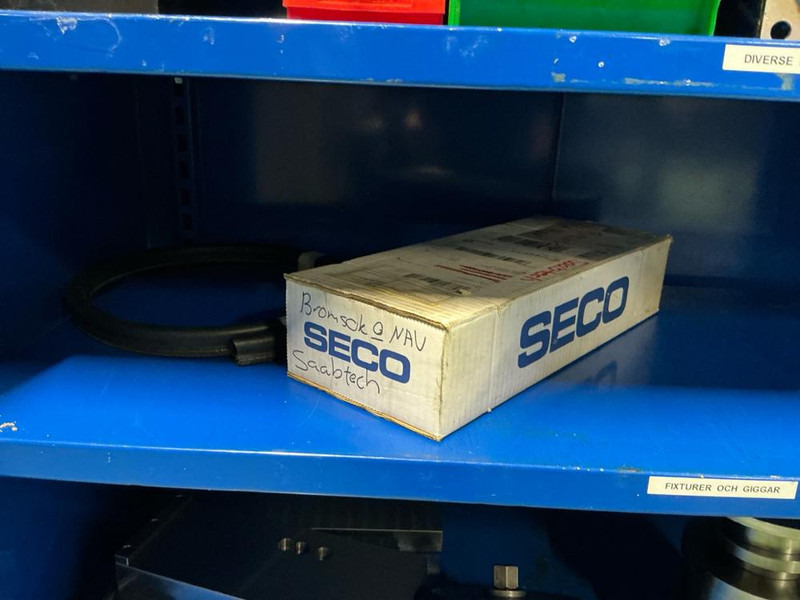 DIVERSE
Bromsok o NAV
SECO
Saabtech
SECO
FIXTURER OCH GIGGAR